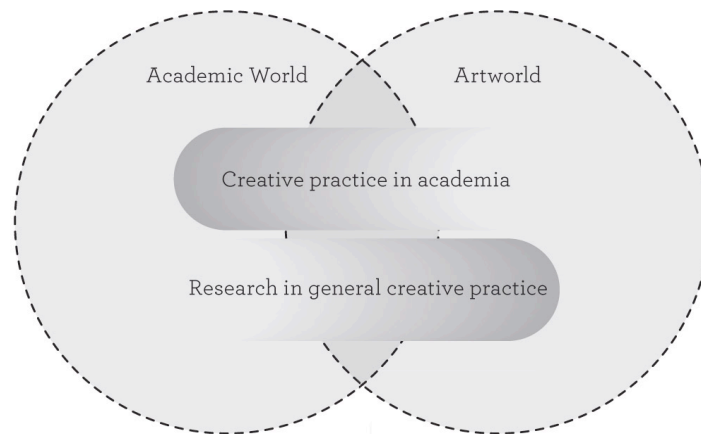 Academic World
Artworld
Creative practice in academia
Research in general creative practice